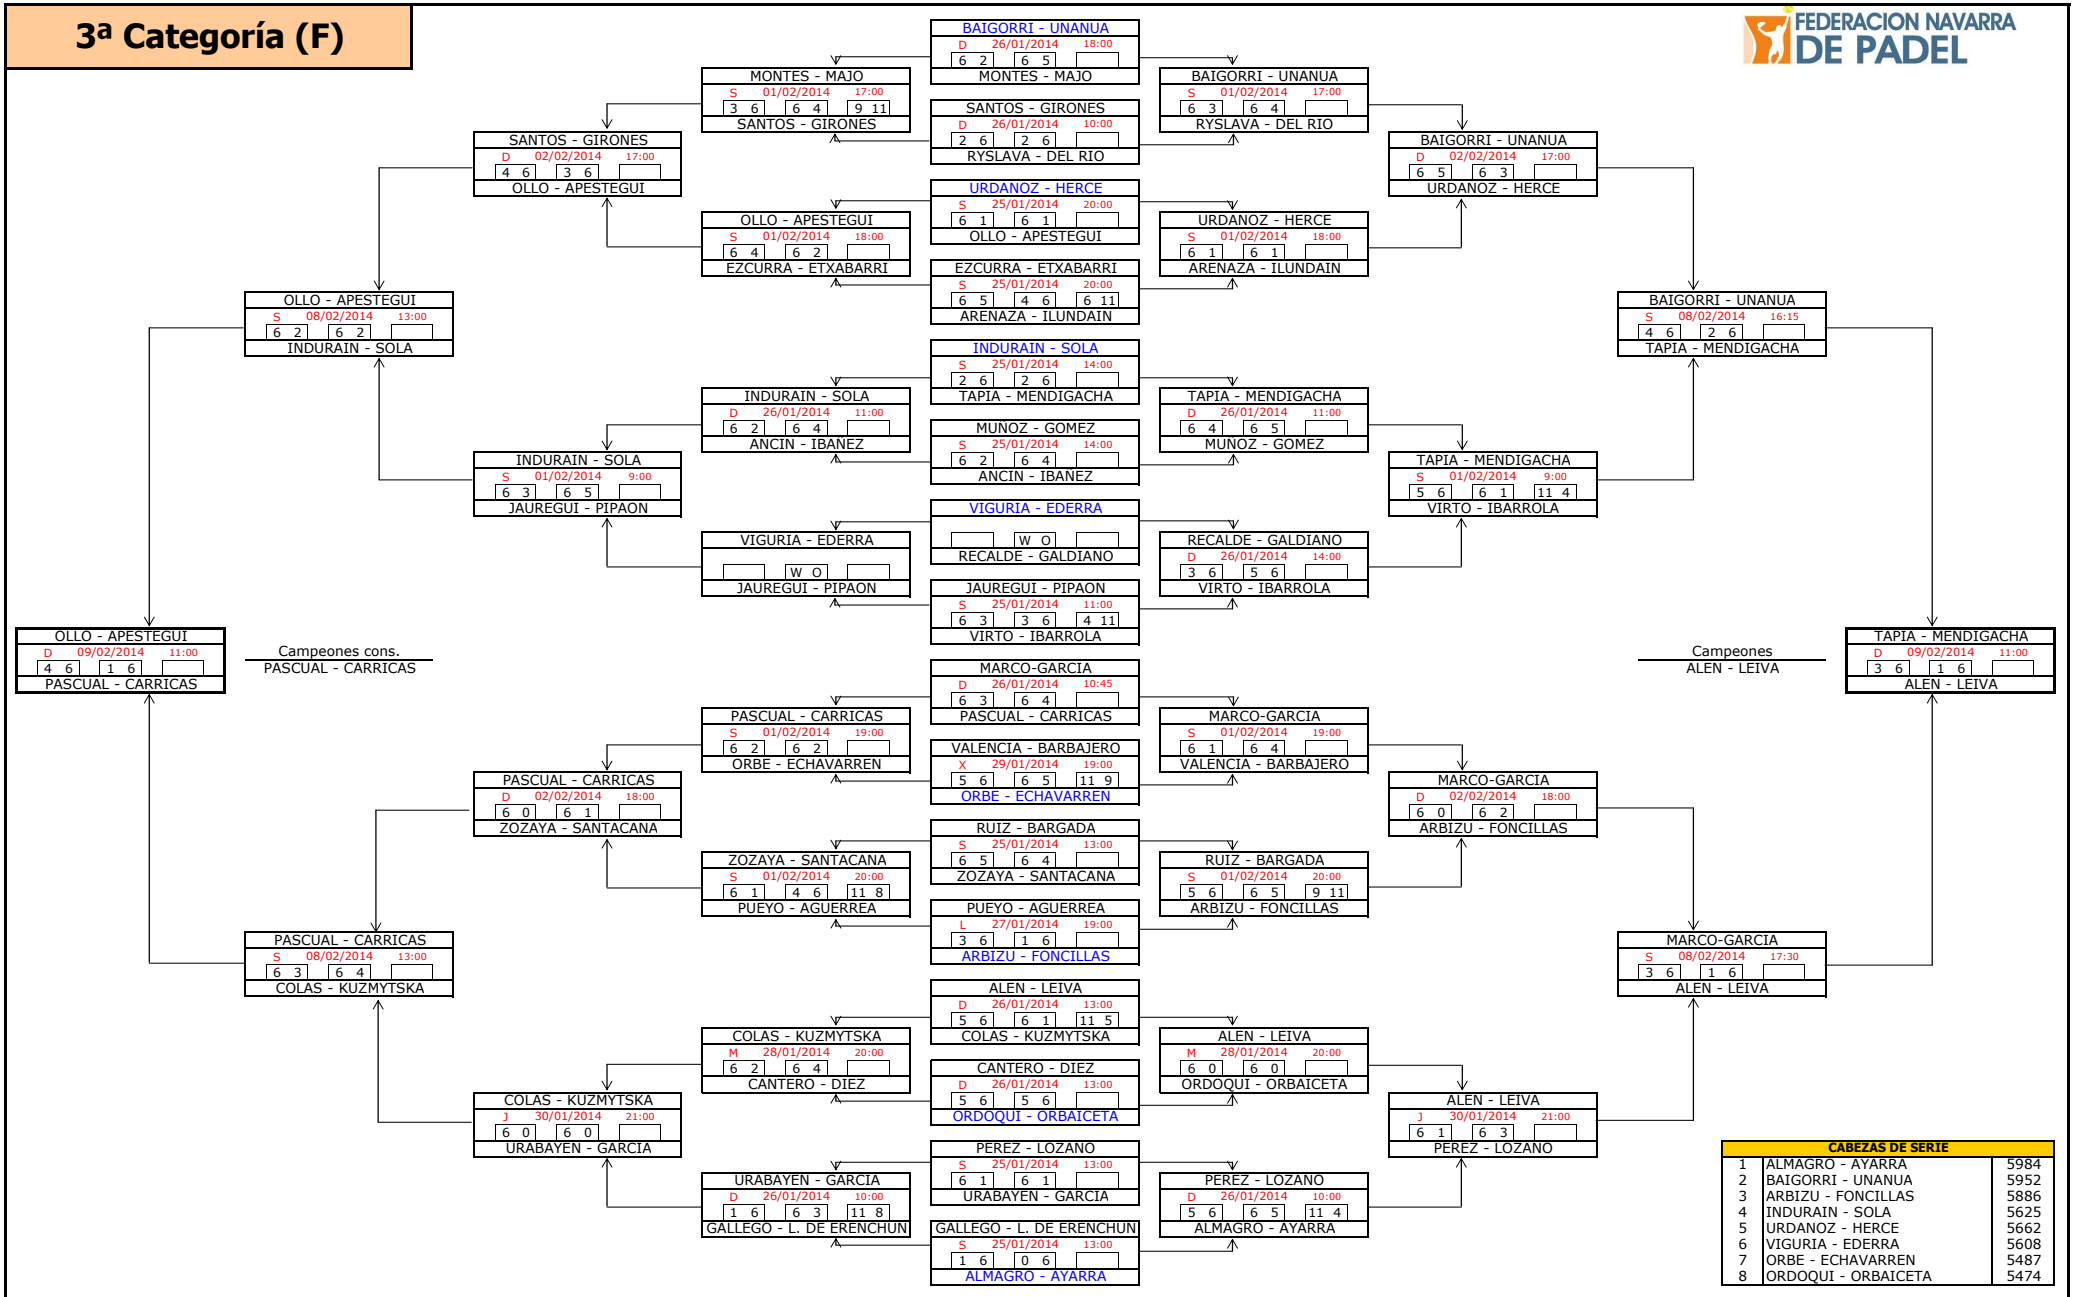 3ª Categoría (F)
FEDERACION NAVARRA
DE PADEL
OLLO - APESTEGUI
D 09/02/2014 11:00
4 6 1 6
PASCUAL - CARRICAS
Campeones cons.
PASCUAL - CARRICAS
OLLO - APESTEGUI
S 08/02/2014 13:00
6 2 6 2
INDURAIN - SOLA
PASCUAL - CARRICAS
S 08/02/2014 13:00
6 3 6 4
COLAS - KUZMYTSKA
SANTOS - GIRONES
D 02/02/2014 17:00
4 6 3 6
OLLO - APESTEGUI
INDURAIN - SOLA
S 01/02/2014 9:00
6 3 6 5
JAUREGUI - PIPAON
PASCUAL - CARRICAS
D 02/02/2014 18:00
6 0 6 1
ZOZAYA - SANTACANA
COLAS - KUZMYTSKA
J 30/01/2014 21:00
6 0 6 0
URABAYEN - GARCIA
MONTES - MAJO
S 01/02/2014 17:00
3 6 6 4 9 11
SANTOS - GIRONES
OLLO - APESTEGUI
S 01/02/2014 18:00
6 4 6 2
EZCURRA - ETXABARRI
INDURAIN - SOLA
D 26/01/2014 11:00
6 2 6 4
ANCIN - IBAÑEZ
VIGURIA - EDERRA
W O
JAUREGUI - PIPAON
PASCUAL - CARRICAS
S 01/02/2014 19:00
6 2 6 2
ORBE - ECHAVARREN
ZOZAYA - SANTACANA
S 01/02/2014 20:00
6 1 4 6 11 8
PUEYO - AGUERREA
COLAS - KUZMYTSKA
M 28/01/2014 20:00
6 2 6 4
CANTERO - DIEZ
URABAYEN - GARCIA
D 26/01/2014 10:00
1 6 6 3 11 8
GALLEGO - L. DE ERENCHUN
BAIGORRI - UNANUA
D 26/01/2014 18:00
6 2 6 5
MONTES - MAJO
SANTOS - GIRONES
D 26/01/2014 10:00
2 6 2 6
RYSLAVA - DEL RIO
URDANOZ - HERCE
S 25/01/2014 20:00
6 1 6 1
OLLO - APESTEGUI
EZCURRA - ETXABARRI
S 25/01/2014 20:00
6 5 4 6 6 11
ARENAZA - ILUNDAIN
INDURAIN - SOLA
S 25/01/2014 14:00
2 6 2 6
TAPIA - MENDIGACHA
MUÑOZ - GOMEZ
S 25/01/2014 14:00
6 2 6 4
ANCIN - IBAÑEZ
VIGURIA - EDERRA
W O
RECALDE - GALDIANO
JAUREGUI - PIPAON
S 25/01/2014 11:00
6 3 3 6 4 11
VIRTO - IBARROLA
MARCO-GARCIA
D 26/01/2014 10:45
6 3 6 4
PASCUAL - CARRICAS
VALENCIA - BARBAJERO
X 29/01/2014 19:00
5 6 6 5 11 9
ORBE - ECHAVARREN
RUIZ - BARGADA
S 25/01/2014 13:00
6 5 6 4
ZOZAYA - SANTACANA
PUEYO - AGUERREA
L 27/01/2014 19:00
3 6 1 6
ARBIZU - FONCILLAS
ALEN - LEIVA
D 26/01/2014 13:00
5 6 6 1 11 5
COLAS - KUZMYTSKA
CANTERO - DIEZ
D 26/01/2014 13:00
5 6 5 6
ORDOQUI - ORBAICETA
PEREZ - LOZANO
S 25/01/2014 13:00
6 1 6 1
URABAYEN - GARCIA
GALLEGO - L. DE ERENCHUN
S 25/01/2014 13:00
1 6 0 6
ALMAGRO - AYARRA
BAIGORRI - UNANUA
S 01/02/2014 17:00
6 3 6 4
RYSLAVA - DEL RIO
URDANOZ - HERCE
S 01/02/2014 18:00
6 1 6 1
ARENAZA - ILUNDAIN
TAPIA - MENDIGACHA
D 26/01/2014 11:00
6 4 6 5
MUÑOZ - GOMEZ
RECALDE - GALDIANO
D 26/01/2014 14:00
3 6 5 6
VIRTO - IBARROLA
MARCO-GARCIA
S 01/02/2014 19:00
6 1 6 4
VALENCIA - BARBAJERO
RUIZ - BARGADA
S 01/02/2014 20:00
5 6 6 5 9 11
ARBIZU - FONCILLAS
ALEN - LEIVA
M 28/01/2014 20:00
6 0 6 0
ORDOQUI - ORBAICETA
PEREZ - LOZANO
D 26/01/2014 10:00
5 6 6 5 11 4
ALMAGRO - AYARRA
BAIGORRI - UNANUA
D 02/02/2014 17:00
6 5 6 3
URDANOZ - HERCE
TAPIA - MENDIGACHA
S 01/02/2014 9:00
5 6 6 1 11 4
VIRTO - IBARROLA
MARCO-GARCIA
D 02/02/2014 18:00
6 0 6 2
ARBIZU - FONCILLAS
ALEN - LEIVA
J 30/01/2014 21:00
6 1 6 3
PEREZ - LOZANO
BAIGORRI - UNANUA
S 08/02/2014 16:15
4 6 2 6
TAPIA - MENDIGACHA
MARCO-GARCIA
S 08/02/2014 17:30
3 6 1 6
ALEN - LEIVA
Campeones
ALEN - LEIVA
TAPIA - MENDIGACHA
D 09/02/2014 11:00
3 6 1 6
ALEN - LEIVA
CABEZAS DE SERIE
1 ALMAGRO - AYARRA 5984
2 BAIGORRI - UNANUA 5952
3 ARBIZU - FONCILLAS 5886
4 INDURAIN - SOLA 5625
5 URDANOZ - HERCE 5662
6 VIGURIA - EDERRA 5608
7 ORBE - ECHAVARREN 5487
8 ORDOQUI - ORBAICETA 5474